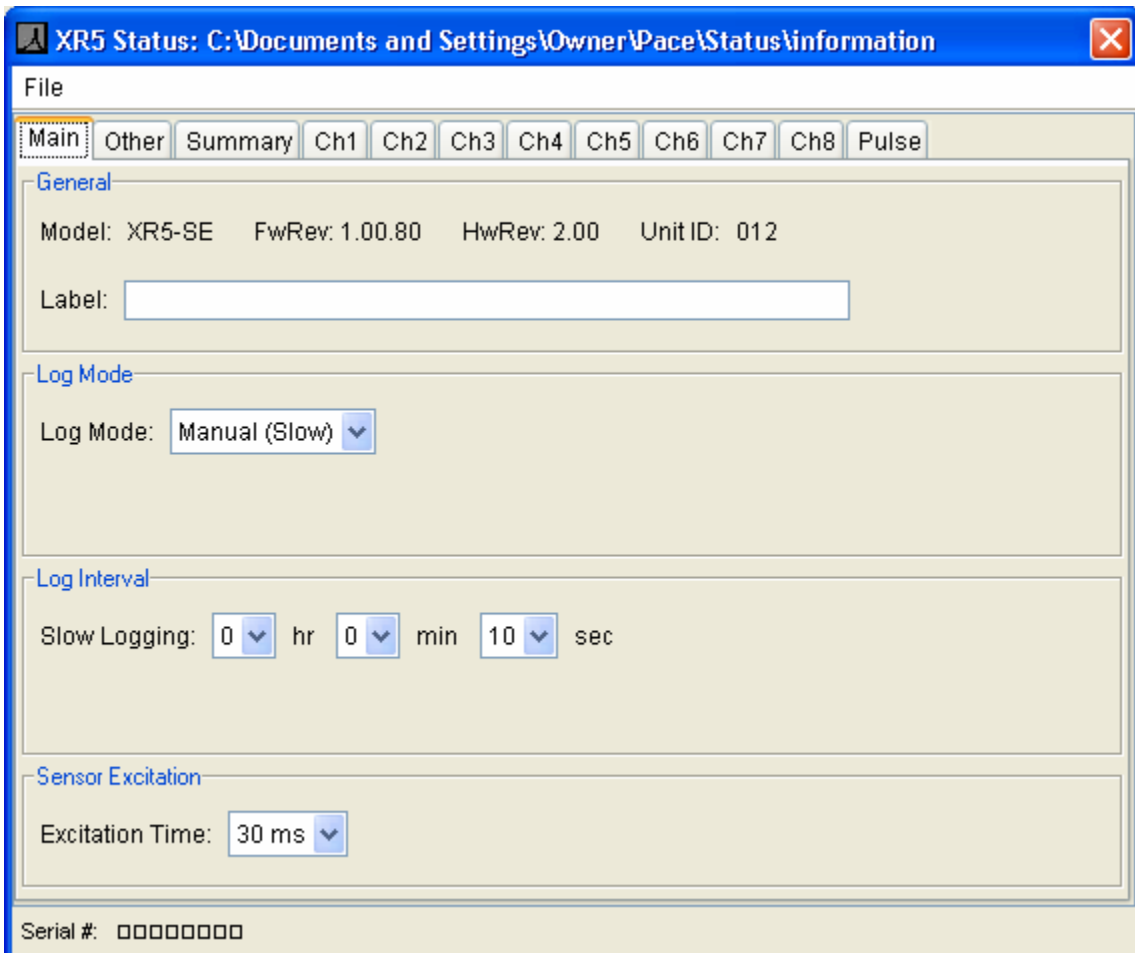 XR5 Status: C:\Documents and Settings\Owner\Pace\Status\information
File
Main Other Summary Ch1 Ch2 Ch3 Ch4 Ch5 Ch6 Ch7 Ch8 Pulse
General
Model: XR5-SE FwRev: 1.00.80 HwRev: 2.00 Unit ID: 012
Label:
Log Mode
Log Mode: Manual (Slow)
Log Interval
Slow Logging: 0 hr 0 min 10 sec
Sensor Excitation
Excitation Time: 30 ms
Serial #: □□□□□□□□